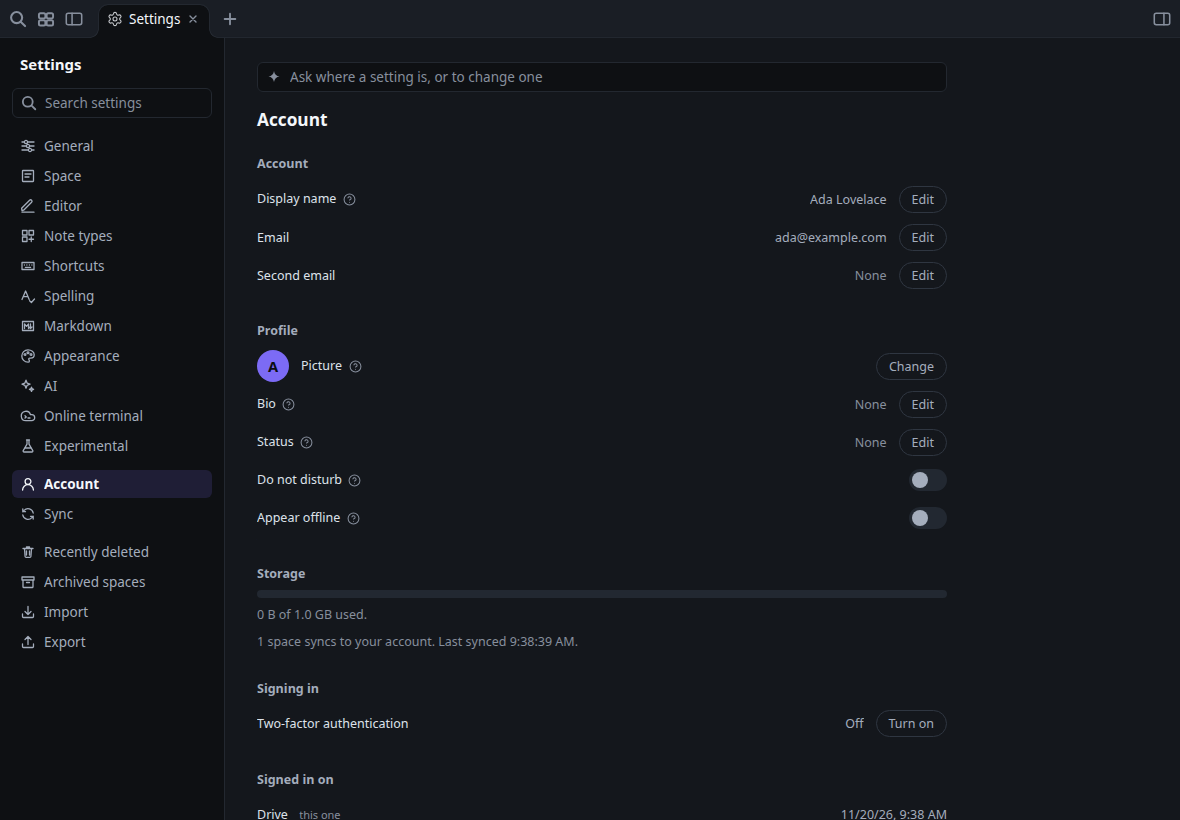 Settings
Settings
Search settings
General
Space
Editor
Note types
Shortcuts
Spelling
Markdown
Appearance
AI
Online terminal
Experimental
Account
Sync
Recently deleted
Archived spaces
Import
Export
Ask where a setting is, or to change one
Account
Account
Display name Ada Lovelace Edit
Email ada@example.com Edit
Second email None Edit
Profile
A Picture Change
Bio None Edit
Status None Edit
Do not disturb
Appear offline
Storage
0 B of 1.0 GB used.
1 space syncs to your account. Last synced 9:38:39 AM.
Signing in
Two-factor authentication Off Turn on
Signed in on
Drive this one 11/20/26, 9:38 AM